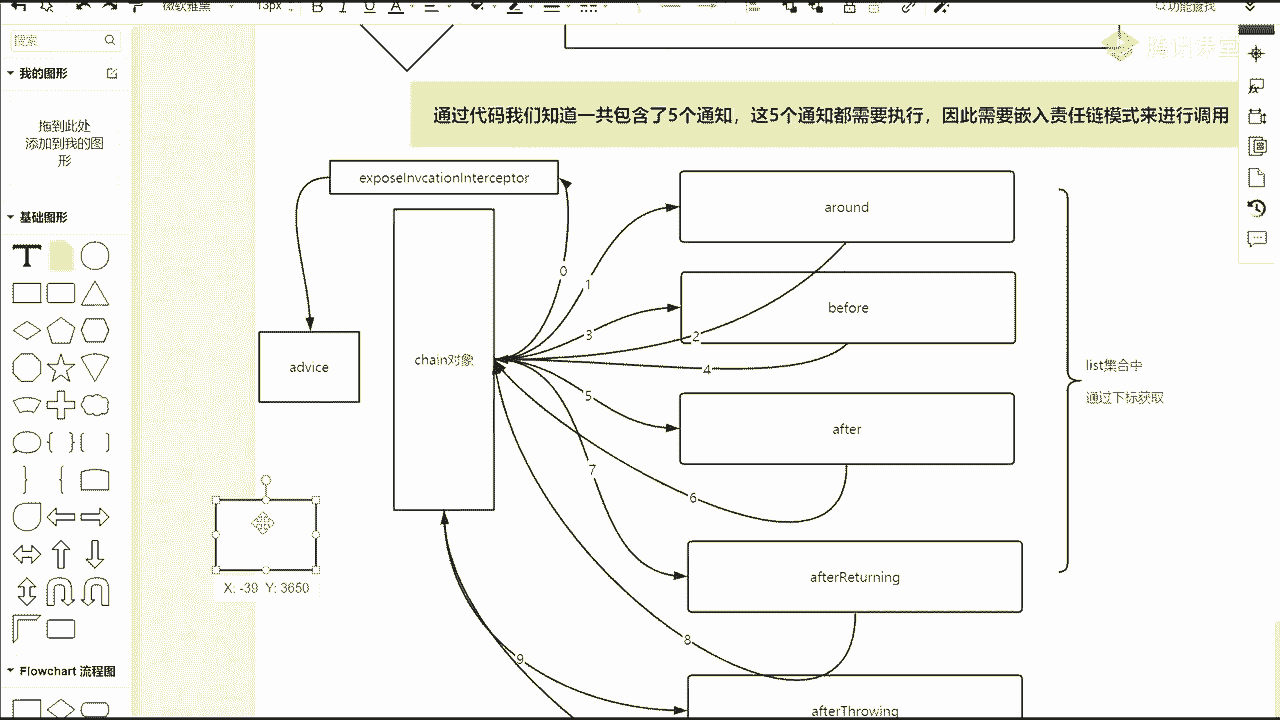 微软雅黑
13px
B I U A
功能查找
搜索
腾讯课堂
我的图形
拖到此处
添加到我的图
形
基础图形
通过代码我们知道一共包含了5个通知，这5个通知都需要执行，因此需要嵌入责任链模式来进行调用
exposeInvcationInterceptor
around
0
1
before
3
2
chain对象
advice
4
list集合中
5
通过下标获取
after
7
6
afterReturning
X: -39 Y: 3650
8
9
Flowchart 流程图
afterThrowing